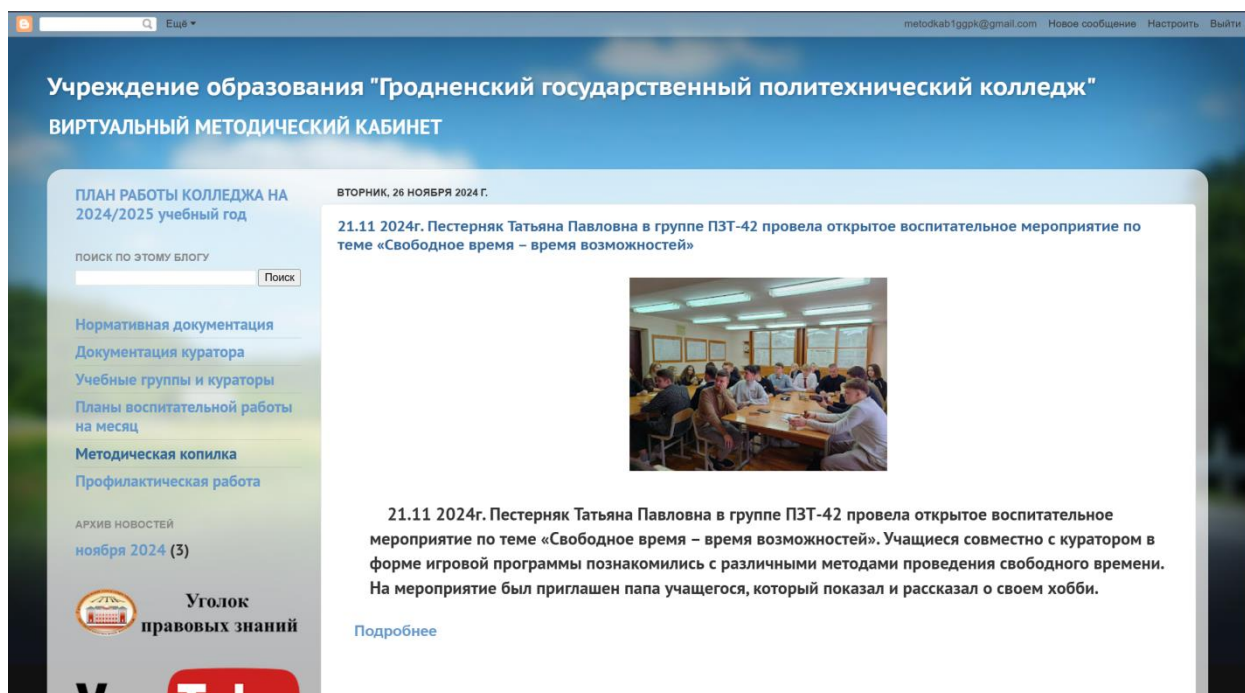 Ещё
metodkab1ggpk@gmail.com Новое сообщение Настроить Выйти
Учреждение образования "Гродненский государственный политехнический колледж"
ВИРТУАЛЬНЫЙ МЕТОДИЧЕСКИЙ КАБИНЕТ
ПЛАН РАБОТЫ КОЛЛЕДЖА НА
2024/2025 учебный год
ПОИСК ПО ЭТОМУ БЛОГУ
Поиск
Нормативная документация
Документация куратора
Учебные группы и кураторы
Планы воспитательной работы
на месяц
Методическая копилка
Профилактическая работа
АРХИВ НОВОСТЕЙ
ноября 2024 (3)
Уголок
правовых знаний
ВТОРНИК, 26 НОЯБРЯ 2024 Г.
21.11 2024г. Пестерняк Татьяна Павловна в группе ПЗТ-42 провела открытое воспитательное мероприятие по
теме «Свободное время – время возможностей»
21.11 2024г. Пестерняк Татьяна Павловна в группе ПЗТ-42 провела открытое воспитательное
мероприятие по теме «Свободное время – время возможностей». Учащиеся совместно с куратором в
форме игровой программы познакомились с различными методами проведения свободного времени.
На мероприятие был приглашен папа учащегося, который показал и рассказал о своем хобби.
Подробнее